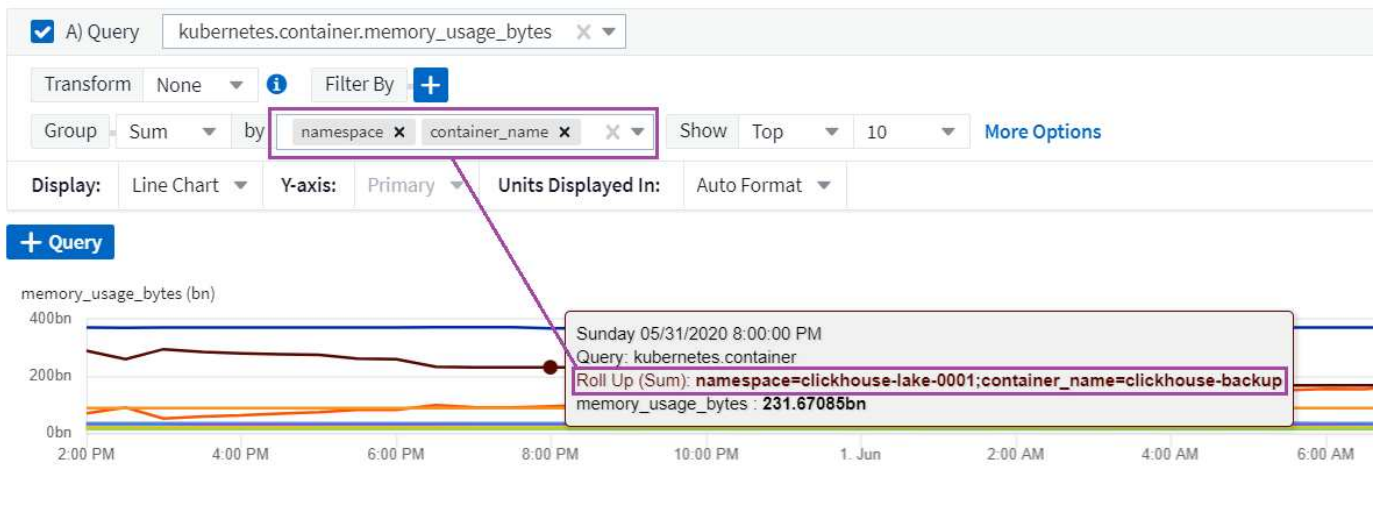 A) Query kubernetes.container.memory_usage_bytes
Transform None Filter By
Group Sum by namespace container_name Show Top 10 More Options
Display: Line Chart Y-axis: Primary Units Displayed In: Auto Format
+ Query
memory_usage_bytes (bn)
400bn
Sunday 05/31/2020 8:00:00 PM
Query: kubernetes.container
200bn
Roll Up (Sum): namespace=clickhouse-lake-0001;container_name=clickhouse-backup
memory_usage_bytes : 231.67085bn
0bn
2:00 PM 4:00 PM 6:00 PM 8:00 PM 10:00 PM 1. Jun 2:00 AM 4:00 AM 6:00 AM